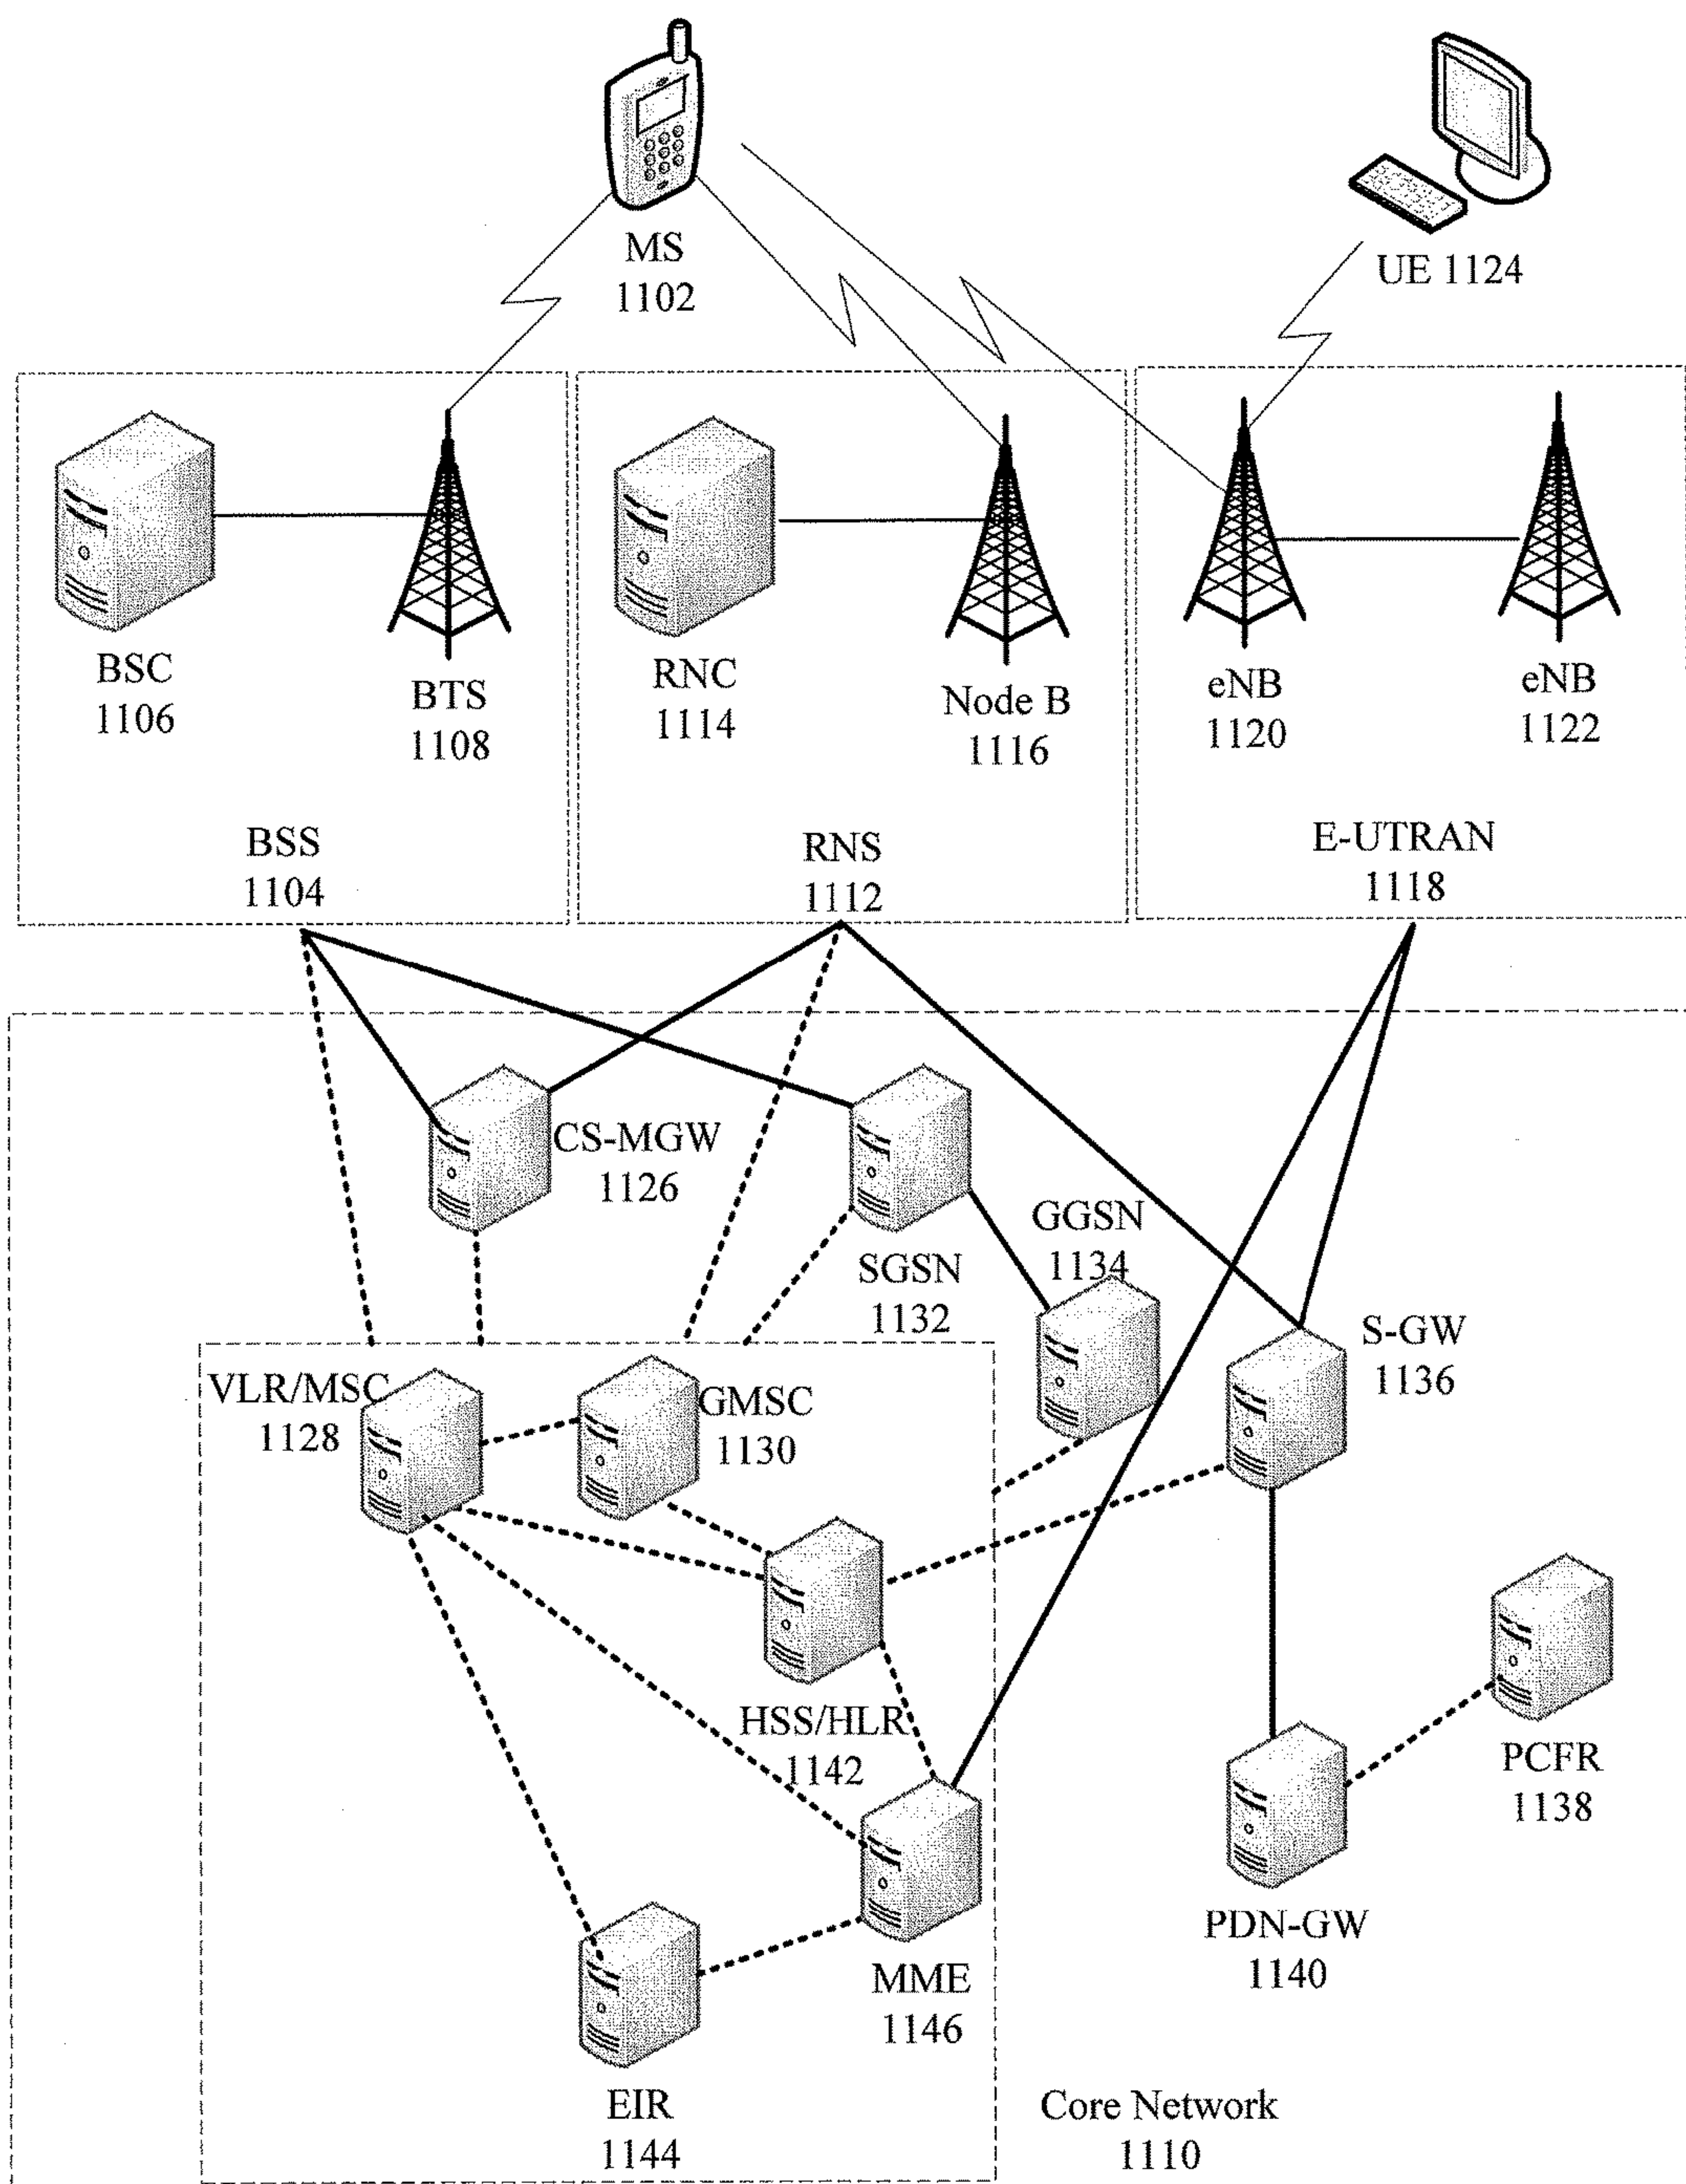 MS
1102
UE 1124
BSC
1106
BTS
1108
RNC
1114
Node B
1116
eNB
1120
eNB
1122
BSS
1104
RNS
1112
E-UTRAN
1118
CS-MGW
1126
SGSN
1132
GGSN
1134
S-GW
1136
VLR/MSC
1128
GMSC
1130
HSS/HLR
1142
PCFR
1138
PDN-GW
1140
MME
1146
EIR
1144
Core Network
1110